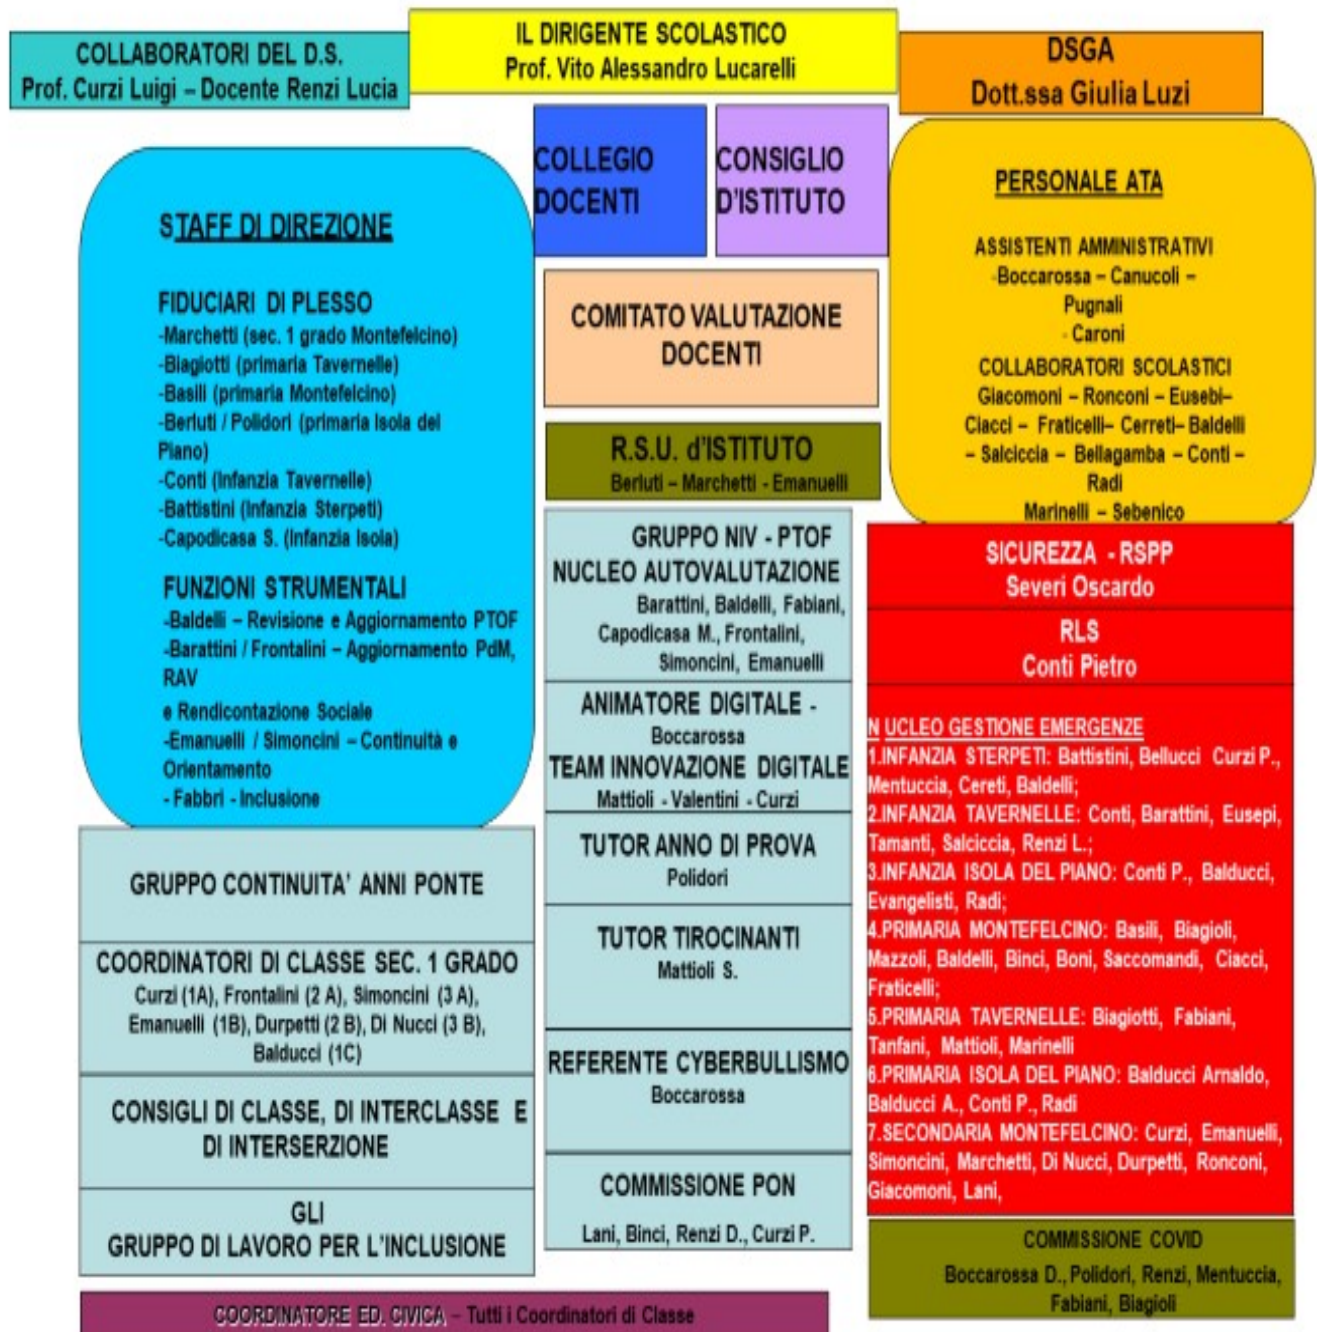 COLLABORATORI DEL D.S.
Prof. Curzi Luigi – Docente Renzi Lucia
IL DIRIGENTE SCOLASTICO
Prof. Vito Alessandro Lucarelli
DSGA
Dott.ssa Giulia Luzi
COLLEGIO
DOCENTI
CONSIGLIO
D'ISTITUTO
STAFF DI DIREZIONE
FIDUCIARI DI PLESSO
-Marchetti (sec. 1 grado Montefelcino)
-Biagiotti (primaria Tavernelle)
-Basili (primaria Montefelcino)
-Berluti / Polidori (primaria Isola del
Piano)
-Conti (Infanzia Tavernelle)
-Battistini (Infanzia Sterpeti)
-Capodicasa S. (Infanzia Isola)
FUNZIONI STRUMENTALI
-Baldelli – Revisione e Aggiornamento PTOF
-Barattini / Frontalini – Aggiornamento PdM,
RAV
e Rendicontazione Sociale
-Emanuelli / Simoncini – Continuità e
Orientamento
- Fabbri - Inclusione
GRUPPO CONTINUITA' ANNI PONTE
COORDINATORI DI CLASSE SEC. 1 GRADO
Curzi (1A), Frontalini (2 A), Simoncini (3 A),
Emanuelli (1B), Durpetti (2 B), Di Nucci (3 B),
Balducci (1C)
CONSIGLI DI CLASSE, DI INTERCLASSE E
DI INTERSERZIONE
GLI
GRUPPO DI LAVORO PER L'INCLUSIONE
COMITATO VALUTAZIONE
DOCENTI
R.S.U. d'ISTITUTO
Berluti – Marchetti - Emanuelli
GRUPPO NIV - PTOF
NUCLEO AUTOVALUTAZIONE
Barattini, Baldelli, Fabiani,
Capodicasa M., Frontalini,
Simoncini, Emanuelli
ANIMATORE DIGITALE -
Boccarossa
TEAM INNOVAZIONE DIGITALE
Mattioli - Valentini - Curzi
TUTOR ANNO DI PROVA
Polidori
TUTOR TIROCINANTI
Mattioli S.
REFERENTE CYBERBULLISMO
Boccarossa
COMMISSIONE PON
Lani, Binci, Renzi D., Curzi P.
PERSONALE ATA
ASSISTENTI AMMINISTRATIVI
-Boccarossa – Canucoli –
Pugnali
- Caroni
COLLABORATORI SCOLASTICI
Giacomoni – Ronconi – Eusebi–
Ciacci – Fraticelli– Cerreti– Baldelli
– Salciccia – Bellagamba – Conti –
Radi
Marinelli – Sebenico
SICUREZZA - RSPP
Severi Oscardo
RLS
Conti Pietro
N UCLEO GESTIONE EMERGENZE
1.INFANZIA STERPETI: Battistini, Bellucci Curzi P.,
Mentuccia, Cereti, Baldelli;
2.INFANZIA TAVERNELLE: Conti, Barattini, Eusepi,
Tamanti, Salciccia, Renzi L.;
3.INFANZIA ISOLA DEL PIANO: Conti P., Balducci,
Evangelisti, Radi;
4.PRIMARIA MONTEFELCINO: Basili, Biagioli,
Mazzoli, Baldelli, Binci, Boni, Saccomandi, Ciacci,
Fraticelli;
5.PRIMARIA TAVERNELLE: Biagiotti, Fabiani,
Tanfani, Mattioli, Marinelli
6.PRIMARIA ISOLA DEL PIANO: Balducci Arnaldo,
Balducci A., Conti P., Radi
7.SECONDARIA MONTEFELCINO: Curzi, Emanuelli,
Simoncini, Marchetti, Di Nucci, Durpetti, Ronconi,
Giacomoni, Lani,
COMMISSIONE COVID
Boccarossa D., Polidori, Renzi, Mentuccia,
Fabiani, Biagioli
COORDINATORE ED. CIVICA – Tutti i Coordinatori di Classe